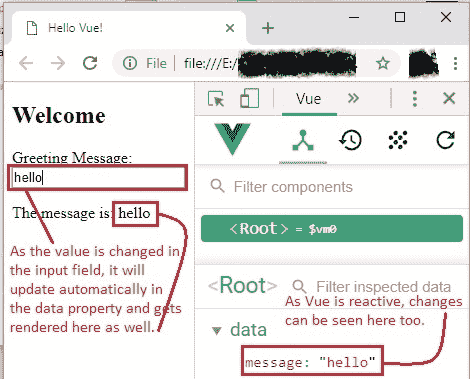 Hello Vue!
File file:///E:/
Vue
Welcome
Greeting Message:
hello
The message is: hello
As the value is changed in
the input field, it will
update automatically in
the data property and gets
rendered here as well.
Filter components
<Root> = $vm0
<Root> Filter inspected data
As Vue is reactive, changes
can be seen here too.
data
message: "hello"